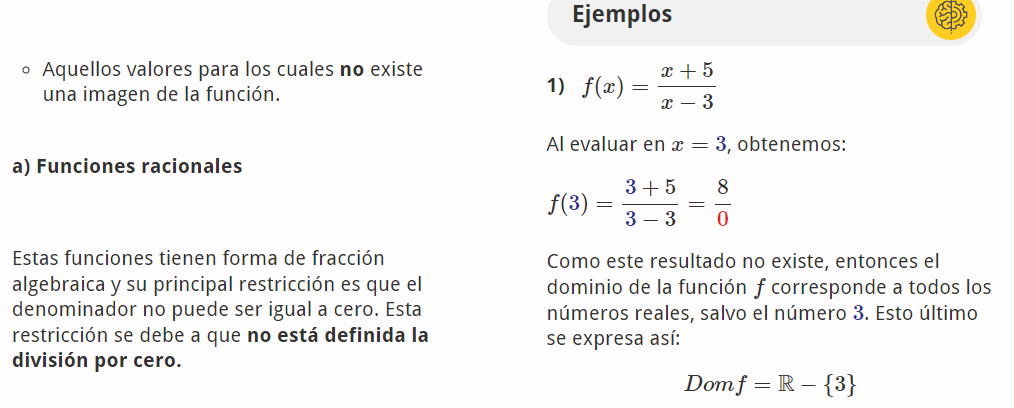 Aquellos valores para los cuales no existe
una imagen de la función.
a) Funciones racionales
Estas funciones tienen forma de fracción
algebraica y su principal restricción es que el
denominador no puede ser igual a cero. Esta
restricción se debe a que no está definida la
división por cero.
Ejemplos
1) f(x) = (x + 5)/(x − 3)
Al evaluar en x = 3, obtenemos:
f(3) = (3 + 5)/(3 − 3) = 8/0
Como este resultado no existe, entonces el
dominio de la función f corresponde a todos los
números reales, salvo el número 3. Esto último
se expresa así:
Dom f = ℝ − {3}